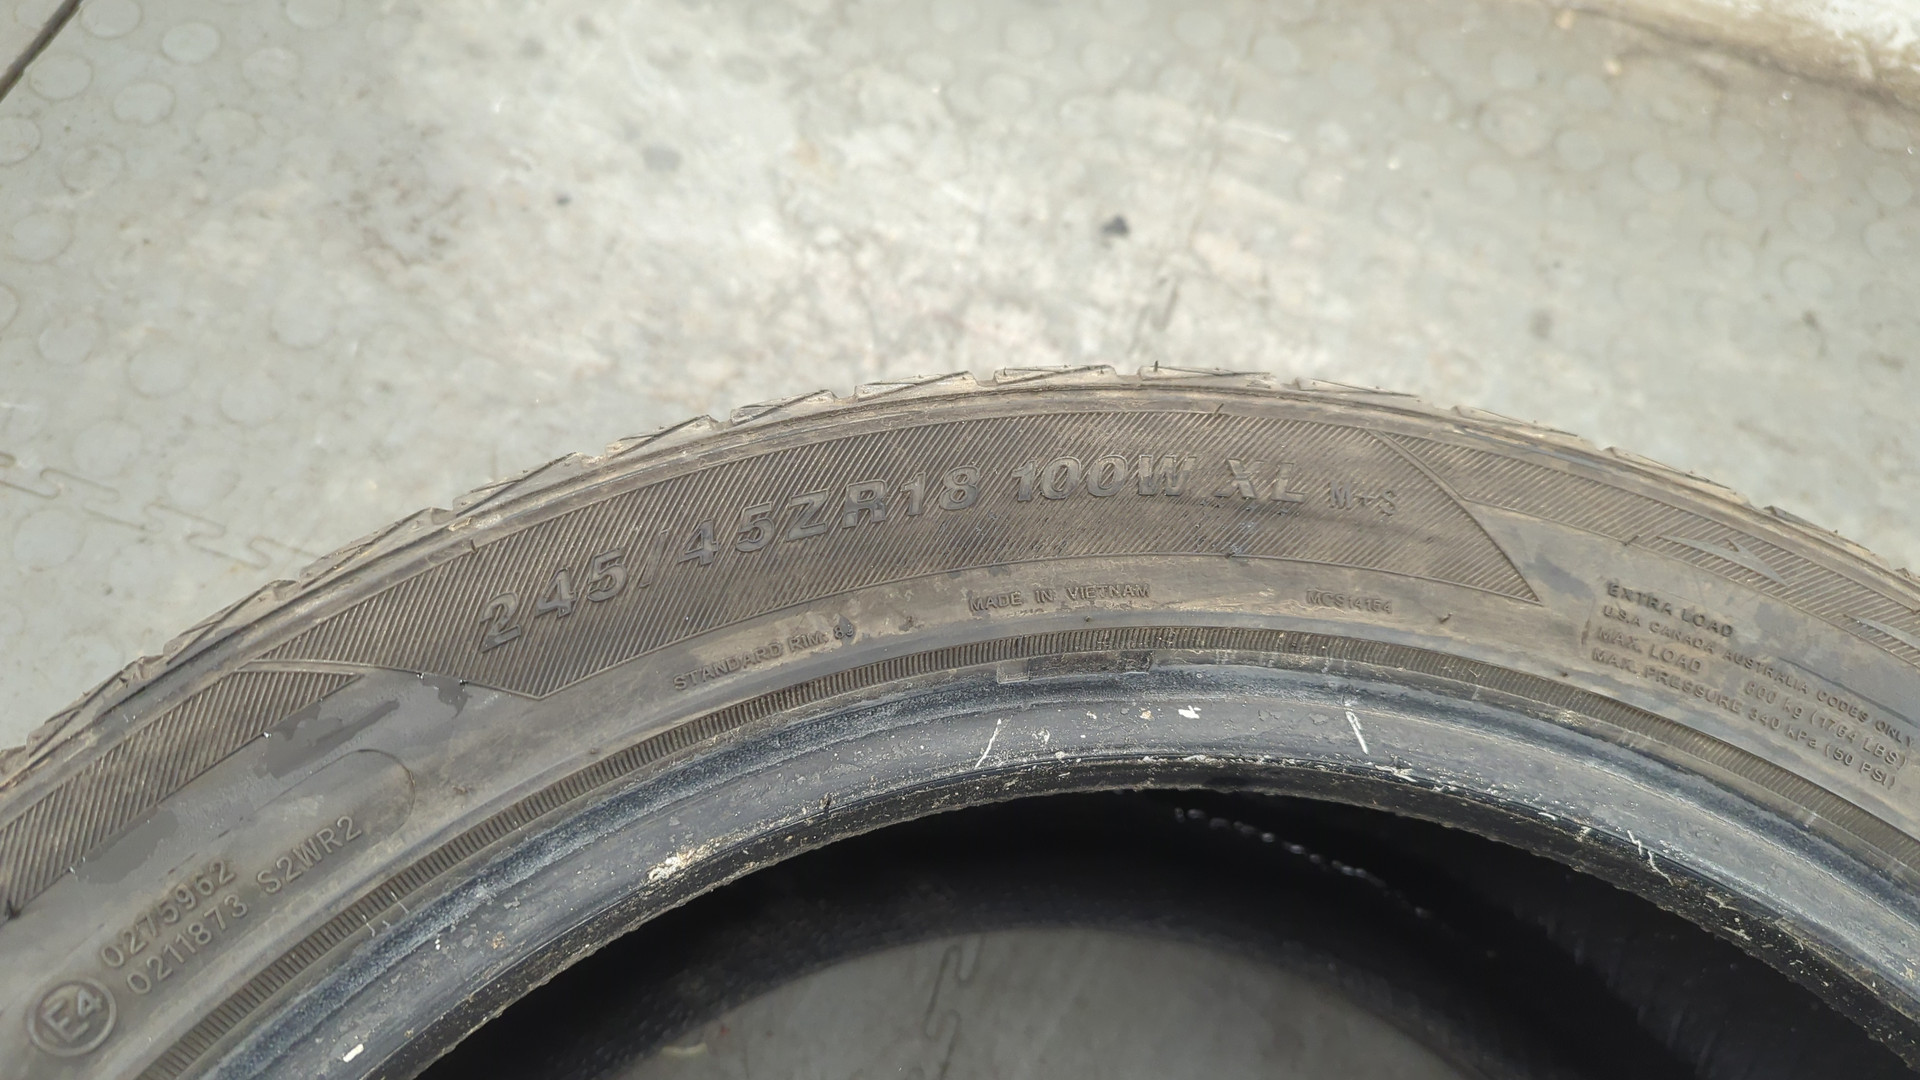 245/45ZR18 100W XL M+S
STANDARD RIM: 8J
MADE IN VIETNAM
MCS14154
EXTRA LOAD
U.S.A CANADA AUSTRALIA CODES ONLY
MAX. LOAD 800 kg (1764 LBS)
MAX. PRESSURE 340 kPa (50 PSI)
E4
0275962
0211873 S2WR2